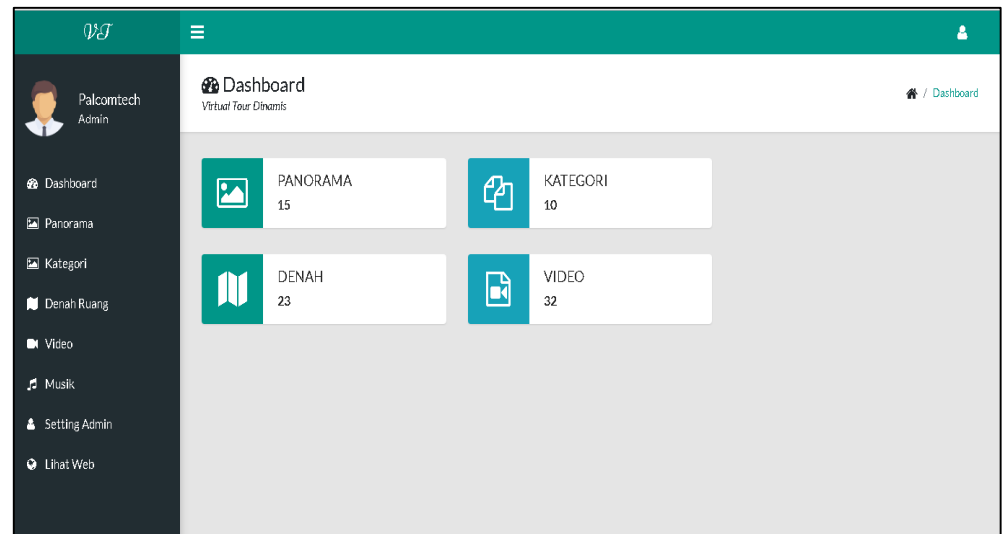 VT
Palcomtech
Admin
Dashboard
Panorama
Kategori
Denah Ruang
Video
Musik
Setting Admin
Lihat Web
Dashboard
Virtual Tour Dinamis
/ Dashboard
PANORAMA
15
KATEGORI
10
DENAH
23
VIDEO
32